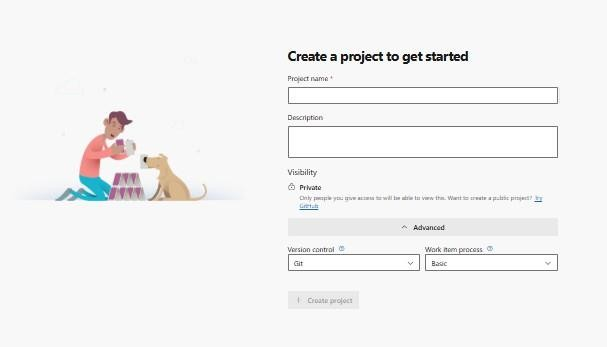 Create a project to get started
Project name *
Description
Visibility
Private
Only people you give access to will be able to view this. Want to create a public project? Try
GitHub
Advanced
Version control
Work item process
Git
Basic
+ Create project